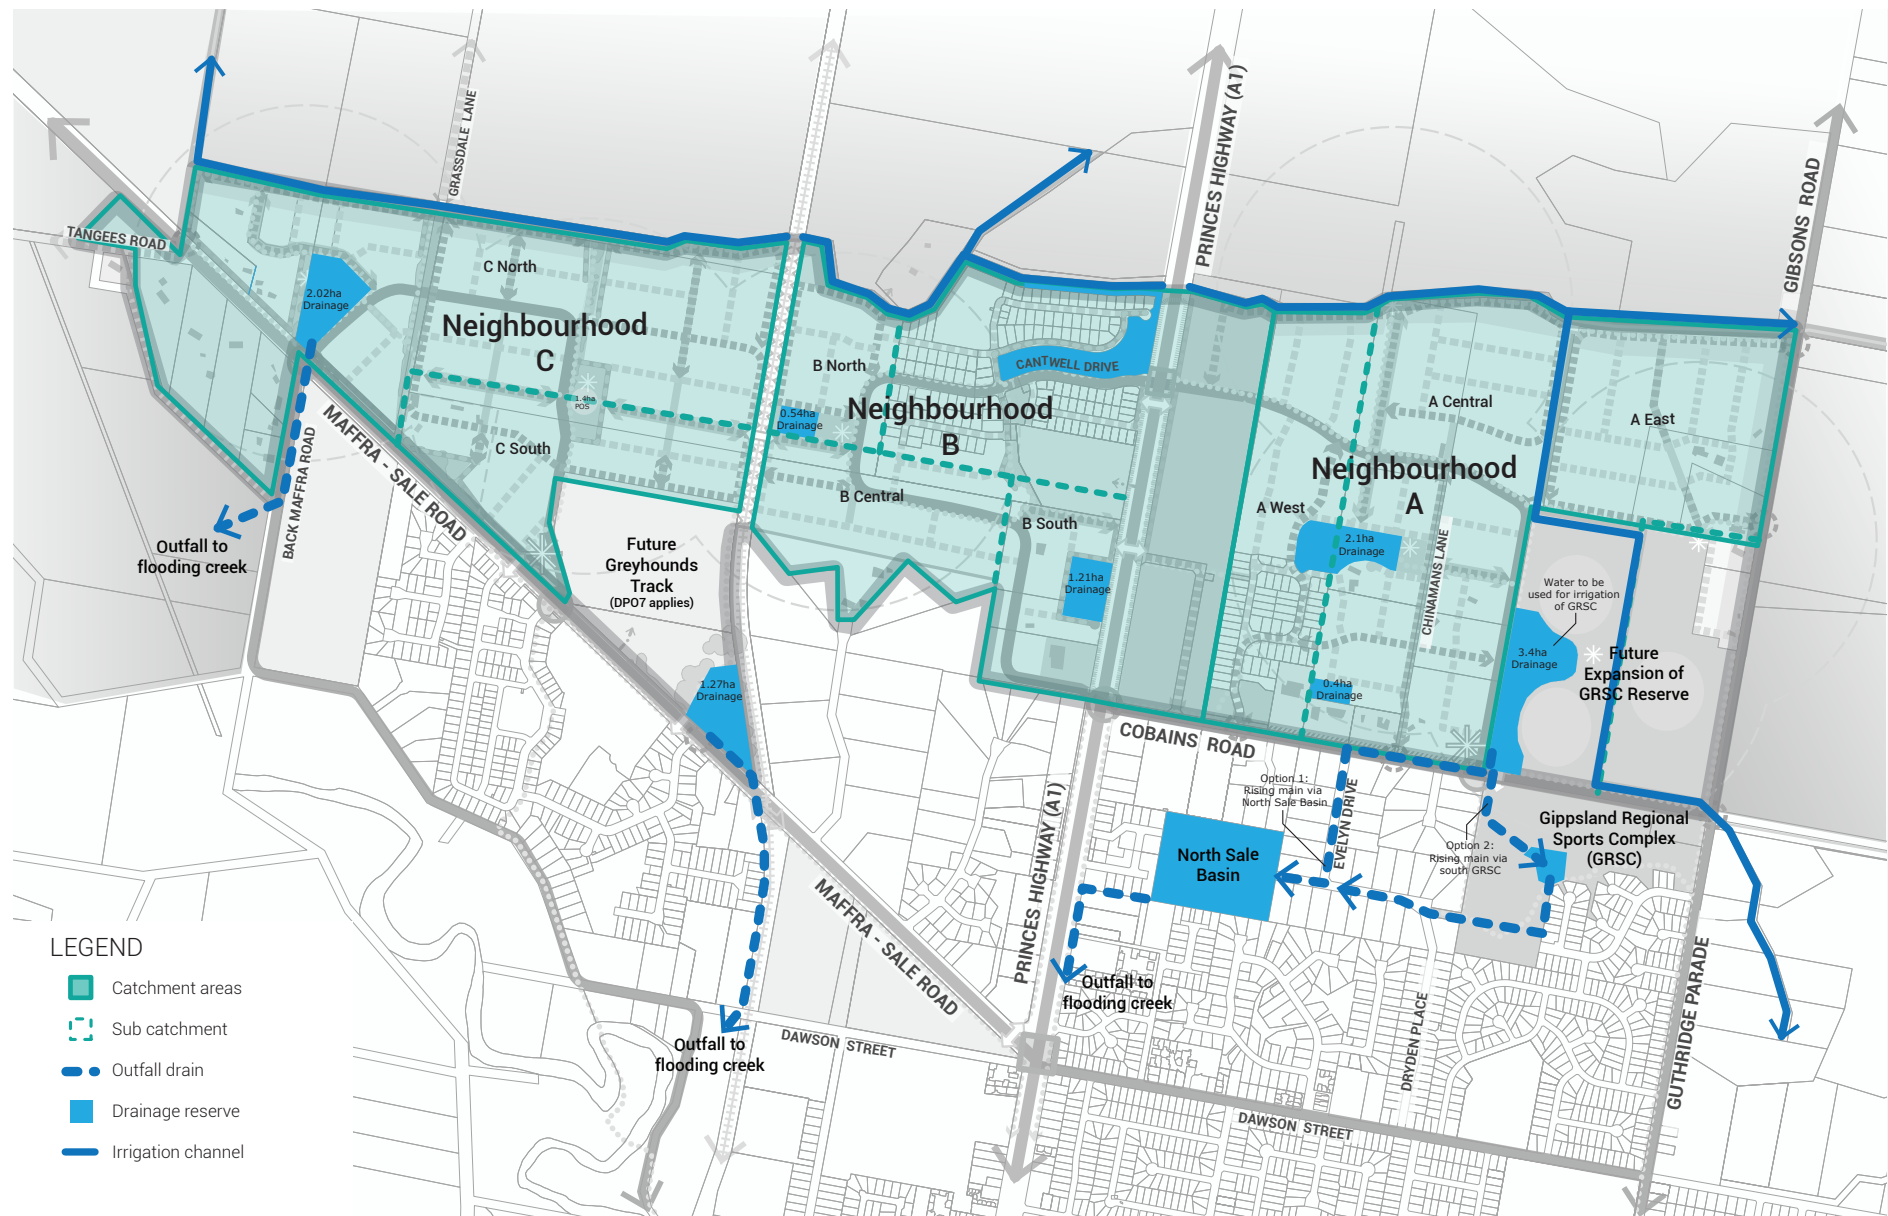 PRINCES HIGHWAY (A1)
GRASSDALE LANE
GIBSONS ROAD
TANGEES ROAD
C North
2.02ha
Drainage
Neighbourhood
C
1.4ha
POS
C South
B North
CANTWELL DRIVE
0.54ha
Drainage
Neighbourhood
B
B Central
B South
1.21ha
Drainage
A Central
A East
Neighbourhood
A
A West
2.1ha
Drainage
CHINAMANS LANE
0.4ha
Drainage
Water to be
used for irrigation
of GRSC
3.4ha
Drainage
Future
Expansion of
GRSC Reserve
MAFFRA - SALE ROAD
BACK MAFFRA ROAD
Outfall to
flooding creek
Future
Greyhounds
Track
(DPO7 applies)
1.27ha
Drainage
COBAINS ROAD
Option 1:
Rising main via
North Sale Basin
EVELYN DRIVE
Option 2:
Rising main via
south GRSC
Gippsland Regional
Sports Complex
(GRSC)
North Sale
Basin
PRINCES HIGHWAY (A1)
MAFFRA - SALE ROAD
Outfall to
flooding creek
Outfall to
flooding creek
DAWSON STREET
DRYDEN PLACE
GUTHRIDGE PARADE
DAWSON STREET
LEGEND
Catchment areas
Sub catchment
Outfall drain
Drainage reserve
Irrigation channel